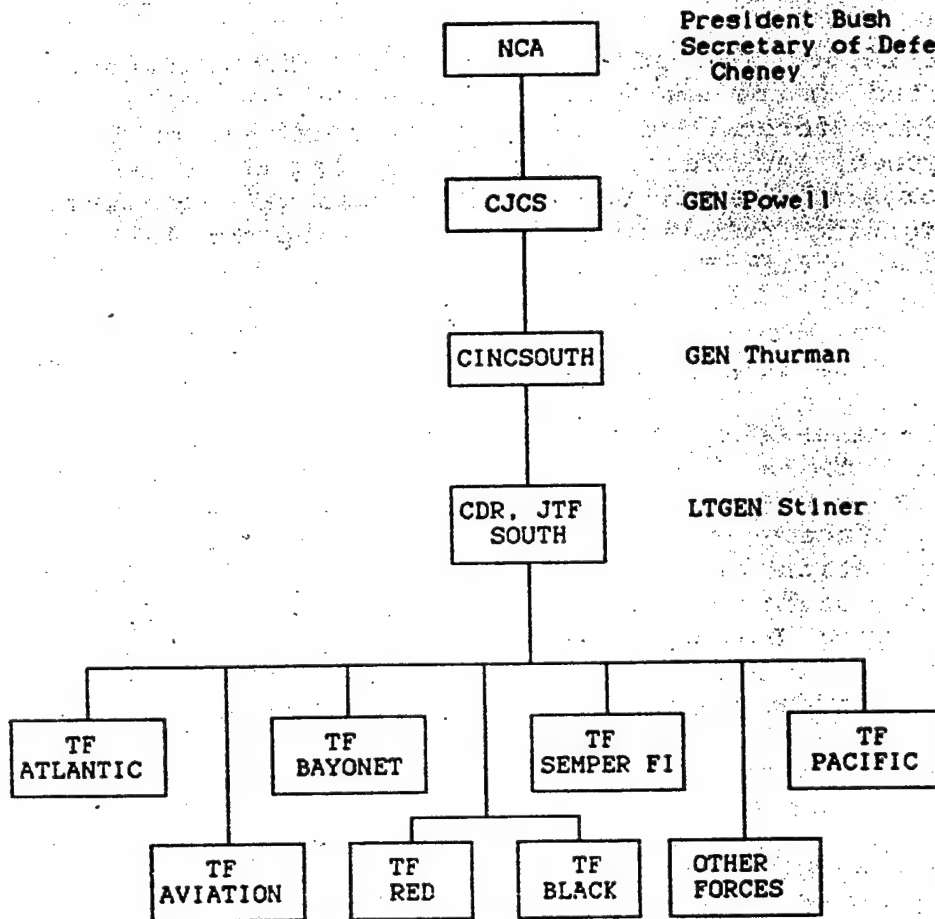 NCA
President Bush
Secretary of Defe
Cheney
CJCS
GEN Powell
CINCSOUTH
GEN Thurman
CDR, JTF
SOUTH
LTGEN Stiner
TF
ATLANTIC
TF
BAYONET
TF
SEMPER FI
TF
PACIFIC
TF
AVIATION
TF
RED
TF
BLACK
OTHER
FORCES